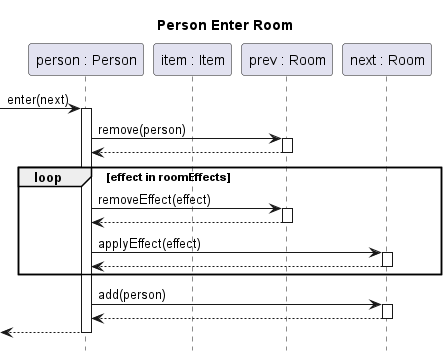 Person Enter Room
person : Person
item : Item
prev : Room
next : Room
enter(next)
remove(person)
loop
[effect in roomEffects]
removeEffect(effect)
applyEffect(effect)
add(person)